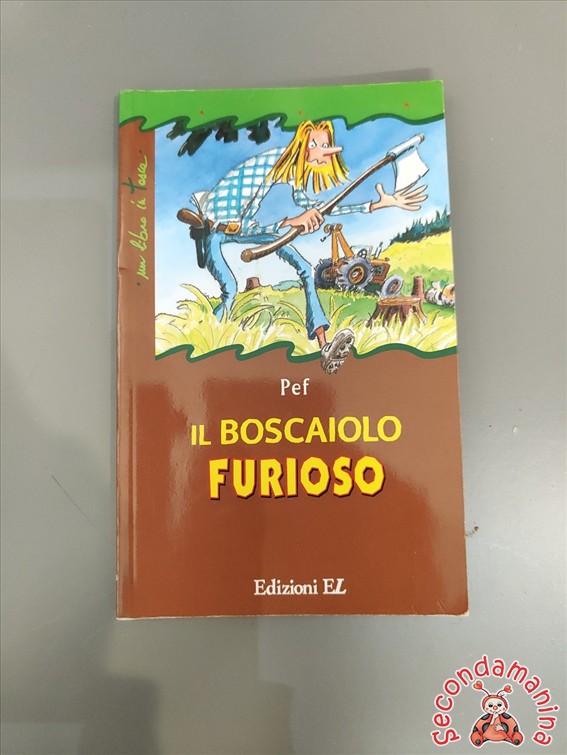 un libro in tasca
Pef
IL BOSCAIOLO
FURIOSO
Edizioni EL
Secondamanina